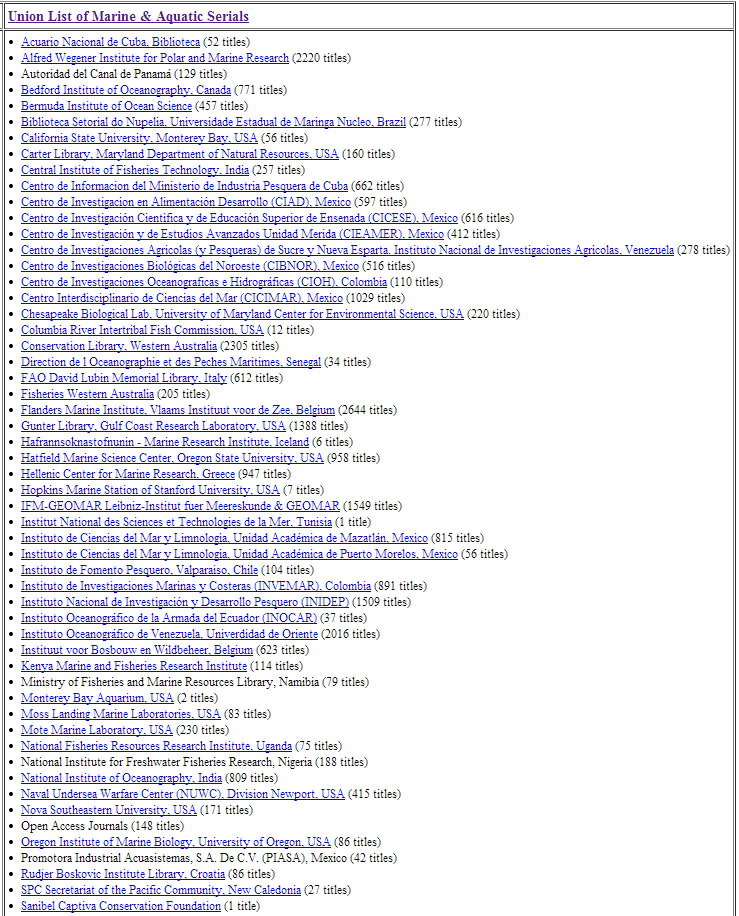 Union List of Marine & Aquatic Serials
Acuario Nacional de Cuba, Biblioteca (52 titles)
Alfred Wegener Institute for Polar and Marine Research (2220 titles)
Autoridad del Canal de Panamá (129 titles)
Bedford Institute of Oceanography, Canada (771 titles)
Bermuda Institute of Ocean Science (457 titles)
Biblioteca Setorial do Nupelia, Universidade Estadual de Maringa Nucleo, Brazil (277 titles)
California State University, Monterey Bay, USA (56 titles)
Carter Library, Maryland Department of Natural Resources, USA (160 titles)
Central Institute of Fisheries Technology, India (257 titles)
Centro de Informacion del Ministerio de Industria Pesquera de Cuba (662 titles)
Centro de Investigacion en Alimentación Desarrollo (CIAD), Mexico (597 titles)
Centro de Investigación Cientifica y de Educación Superior de Ensenada (CICESE), Mexico (616 titles)
Centro de Investigación y de Estudios Avanzados Unidad Merida (CIEAMER), Mexico (412 titles)
Centro de Investigaciones Agricolas (y Pesqueras) de Sucre y Nueva Esparta. Instituto Nacional de Investigaciones Agricolas, Venezuela (278 titles)
Centro de Investigaciones Biológicas del Noroeste (CIBNOR), Mexico (516 titles)
Centro de Investigaciones Oceanograficas e Hidrográficas (CIOH), Colombia (110 titles)
Centro Interdisciplinario de Ciencias del Mar (CICIMAR), Mexico (1029 titles)
Chesapeake Biological Lab, University of Maryland Center for Environmental Science, USA (220 titles)
Columbia River Intertribal Fish Commission, USA (12 titles)
Conservation Library, Western Australia (2305 titles)
Direction de l Oceanographie et des Peches Maritimes, Senegal (34 titles)
FAO David Lubin Memorial Library, Italy (612 titles)
Fisheries Western Australia (205 titles)
Flanders Marine Institute, Vlaams Instituut voor de Zee, Belgium (2644 titles)
Gunter Library, Gulf Coast Research Laboratory, USA (1388 titles)
Hafrannsoknastofnunin - Marine Research Institute, Iceland (6 titles)
Hatfield Marine Science Center, Oregon State University, USA (958 titles)
Hellenic Center for Marine Research, Greece (947 titles)
Hopkins Marine Station of Stanford University, USA (7 titles)
IFM-GEOMAR Leibniz-Institut fuer Meereskunde & GEOMAR (1549 titles)
Institut National des Sciences et Technologies de la Mer, Tunisia (1 title)
Instituto de Ciencias del Mar y Limnologia, Unidad Académica de Mazatlán, Mexico (815 titles)
Instituto de Ciencias del Mar y Limnologia, Unidad Académica de Puerto Morelos, Mexico (56 titles)
Instituto de Fomento Pesquero, Valparaiso, Chile (104 titles)
Instituto de Investigaciones Marinas y Costeras (INVEMAR), Colombia (891 titles)
Instituto Nacional de Investigación y Desarrollo Pesquero (INIDEP) (1509 titles)
Instituto Oceanográfico de la Armada del Ecuador (INOCAR) (37 titles)
Instituto Oceanográfico de Venezuela, Univerdidad de Oriente (2016 titles)
Instituut voor Bosbouw en Wildbeheer, Belgium (623 titles)
Kenya Marine and Fisheries Research Institute (114 titles)
Ministry of Fisheries and Marine Resources Library, Namibia (79 titles)
Monterey Bay Aquarium, USA (2 titles)
Moss Landing Marine Laboratories, USA (83 titles)
Mote Marine Laboratory, USA (230 titles)
National Fisheries Resources Research Institute, Uganda (75 titles)
National Institute for Freshwater Fisheries Research, Nigeria (188 titles)
National Institute of Oceanography, India (809 titles)
Naval Undersea Warfare Center (NUWC), Division Newport, USA (415 titles)
Nova Southeastern University, USA (171 titles)
Open Access Journals (148 titles)
Oregon Institute of Marine Biology, University of Oregon, USA (86 titles)
Promotora Industrial Acuasistemas, S.A. De C.V. (PIASA), Mexico (42 titles)
Rudjer Boskovic Institute Library, Croatia (86 titles)
SPC Secretariat of the Pacific Community, New Caledonia (27 titles)
Sanibel Captiva Conservation Foundation (1 title)